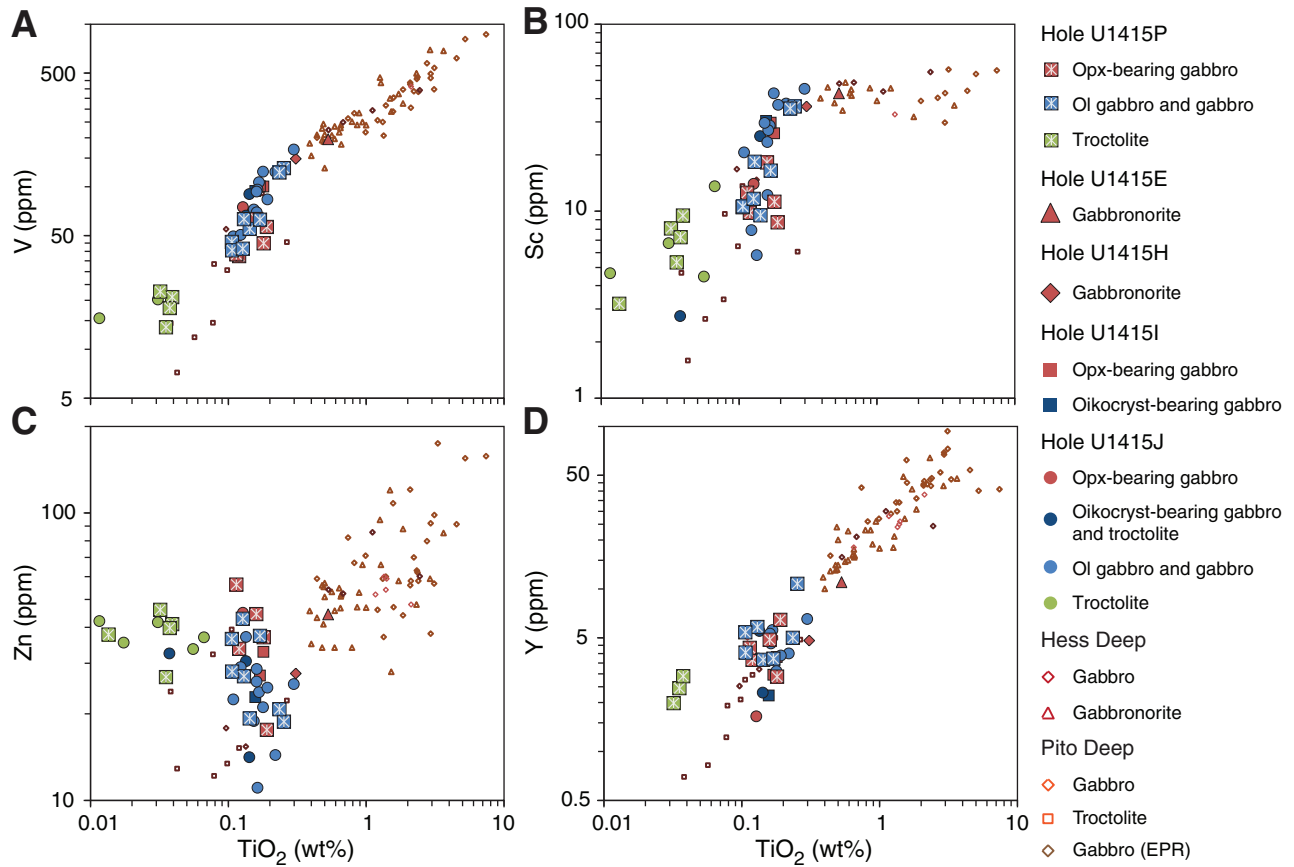 A
V (ppm)
500
50
5
B
Sc (ppm)
100
10
1
C
Zn (ppm)
100
10
0.01
0.1
1
10
TiO2 (wt%)
D
Y (ppm)
50
5
0.5
0.01
0.1
1
10
TiO2 (wt%)
Hole U1415P
Opx-bearing gabbro
Ol gabbro and gabbro
Troctolite
Hole U1415E
Gabbronorite
Hole U1415H
Gabbronorite
Hole U1415I
Opx-bearing gabbro
Oikocryst-bearing gabbro
Hole U1415J
Opx-bearing gabbro
Oikocryst-bearing gabbro
and troctolite
Ol gabbro and gabbro
Troctolite
Hess Deep
Gabbro
Gabbronorite
Pito Deep
Gabbro
Troctolite
Gabbro (EPR)